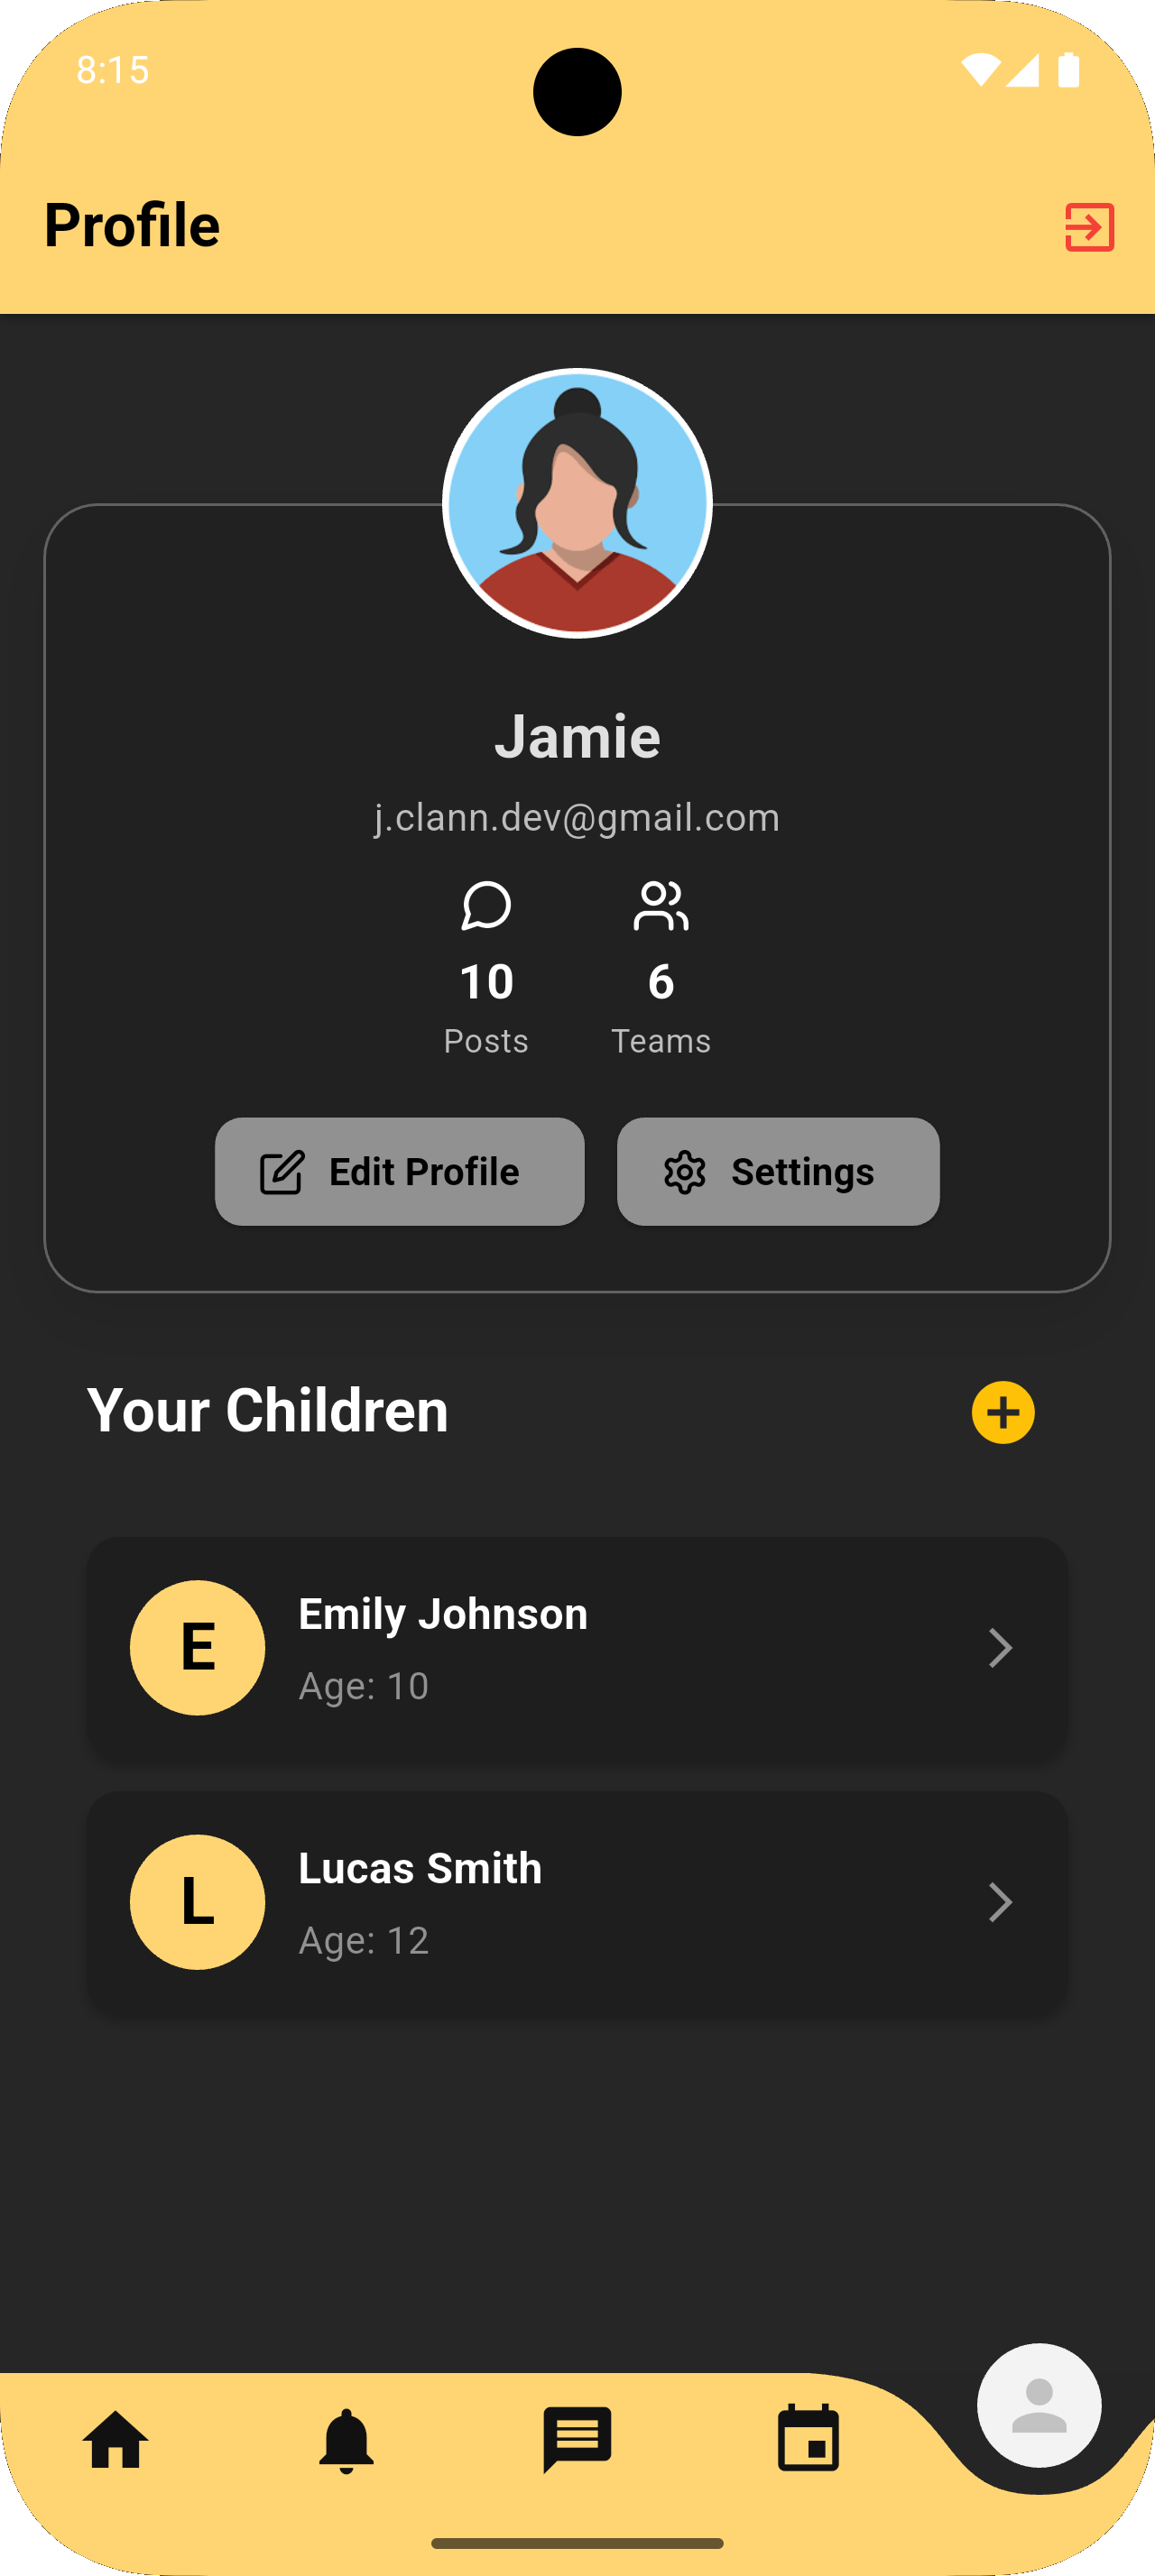 8:15
Profile
Jamie
j.clann.dev@gmail.com
10 6
Posts Teams
Edit Profile Settings
Your Children
E
Emily Johnson
Age: 10
L
Lucas Smith
Age: 12